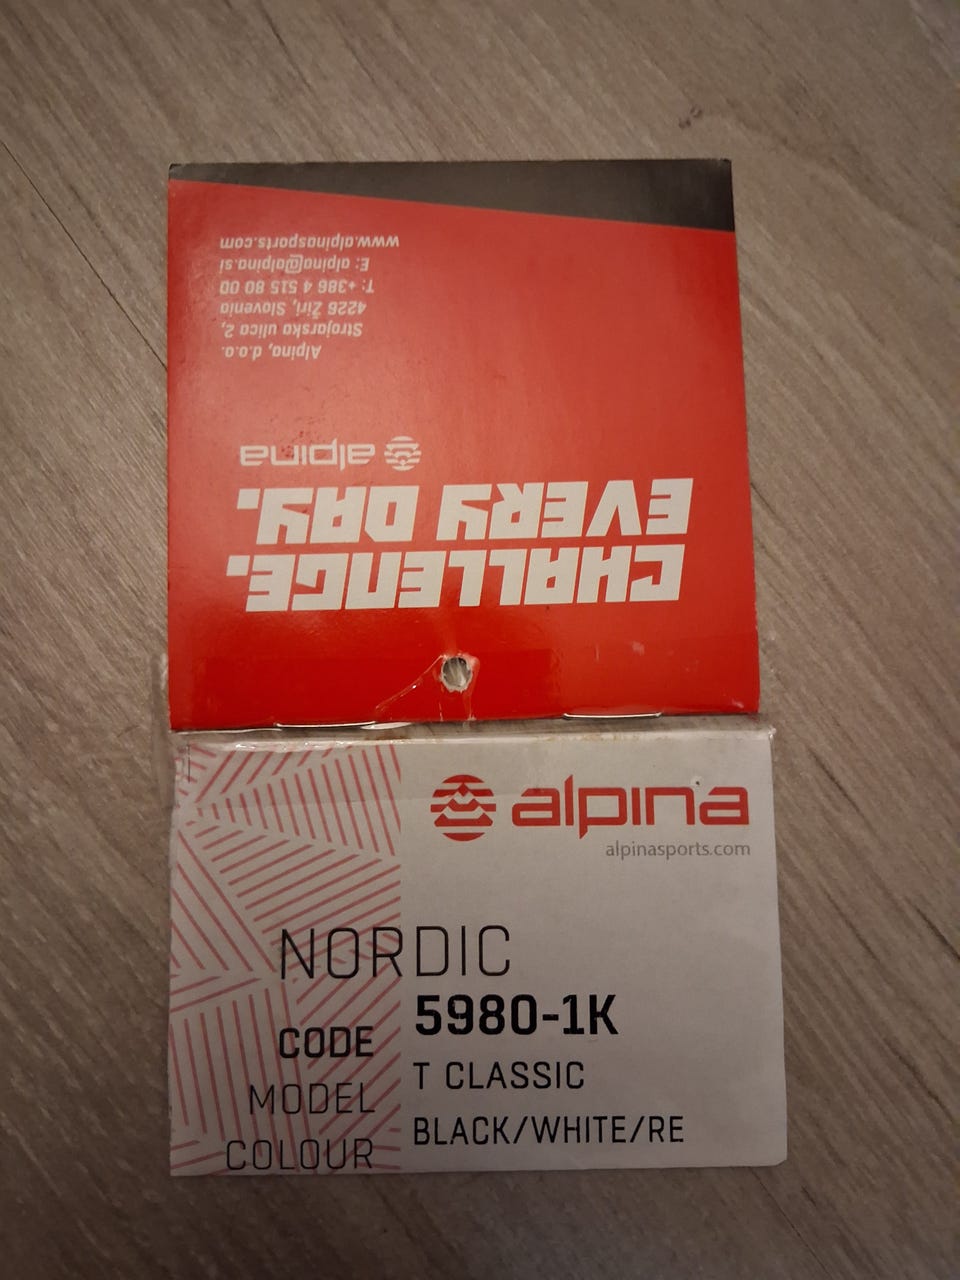 CHALLENGE.
EVERY DAY.
alpina
Alpina, d.o.o.
Strojarska ulica 2,
4226 Žiri, Slovenia
T: +386 4 515 80 00
E: alpina@alpina.si
www.alpinasports.com
alpina
alpinasports.com
NORDIC
CODE 5980-1K
MODEL T CLASSIC
COLOUR BLACK/WHITE/RE